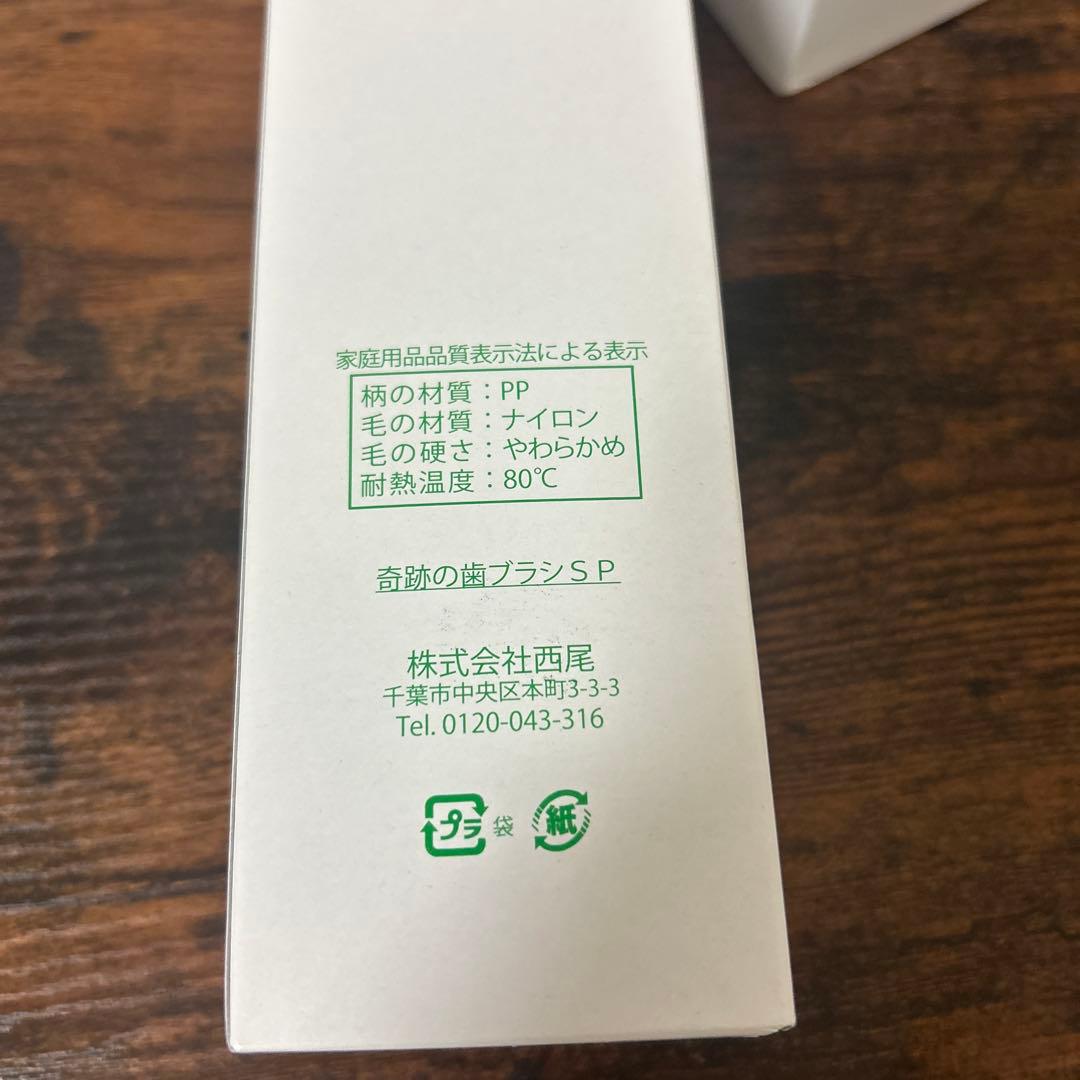 家庭用品品質表示法による表示
柄の材質：PP
毛の材質：ナイロン
毛の硬さ：やわらかめ
耐熱温度：80℃
奇跡の歯ブラシＳＰ
株式会社西尾
千葉市中央区本町3-3-3
Tel. 0120-043-316
プラ 袋 紙